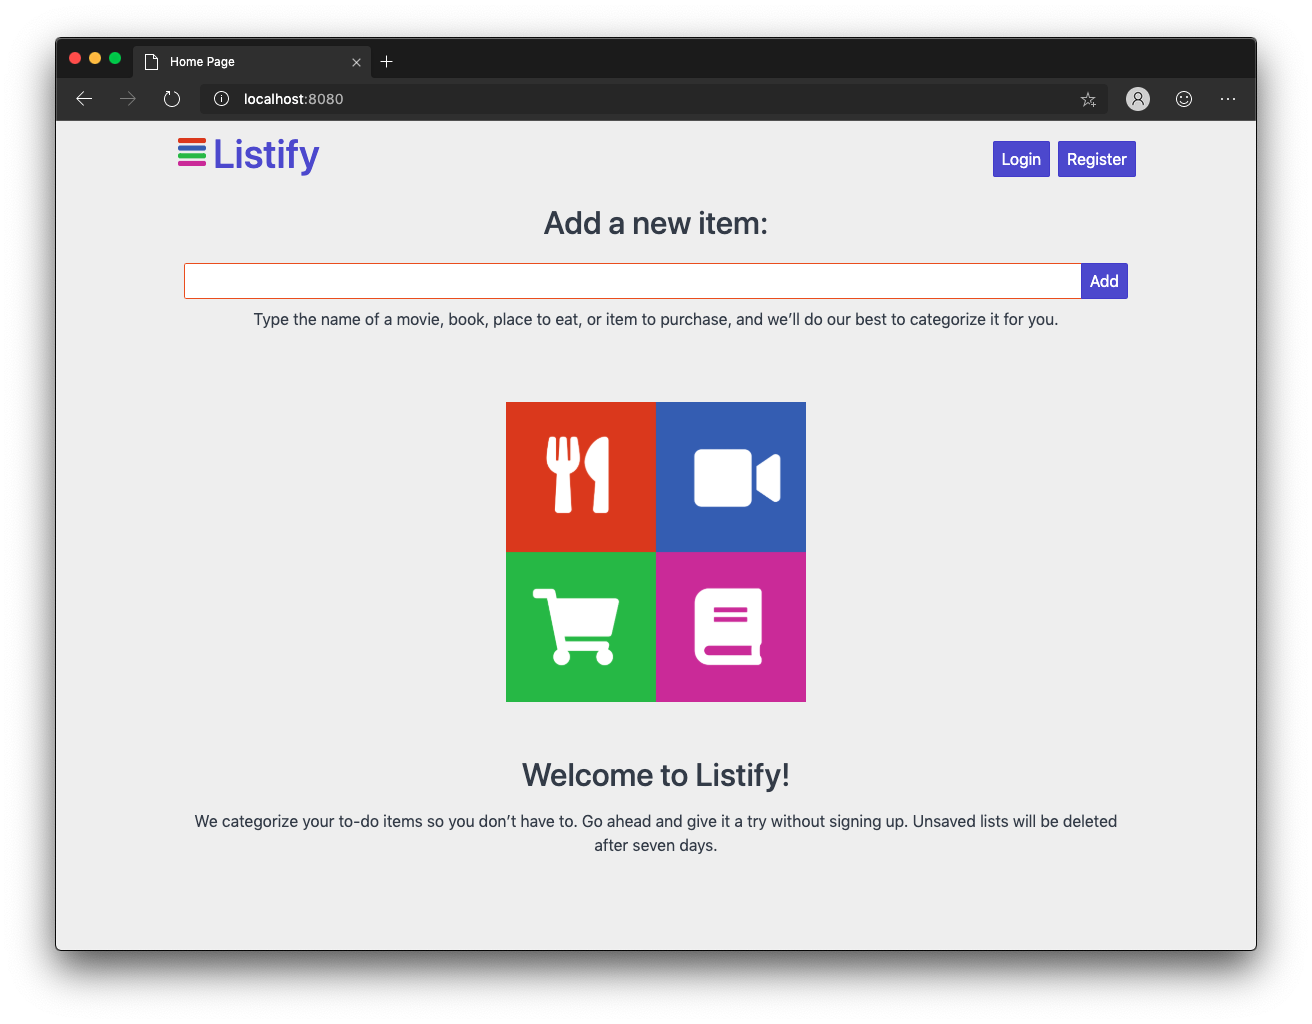 Home Page
localhost:8080
Listify
Login
Register
Add a new item:
Add
Type the name of a movie, book, place to eat, or item to purchase, and we’ll do our best to categorize it for you.
Welcome to Listify!
We categorize your to-do items so you don’t have to. Go ahead and give it a try without signing up. Unsaved lists will be deleted
after seven days.